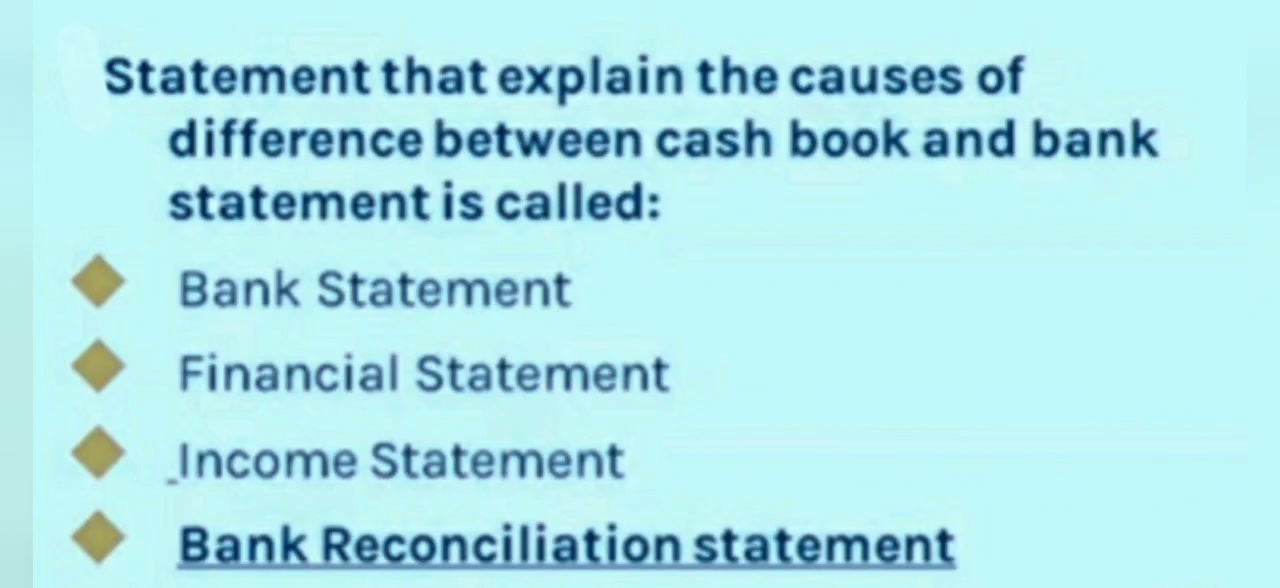 Statement that explain the causes of
difference between cash book and bank
statement is called:
Bank Statement
Financial Statement
Income Statement
Bank Reconciliation statement